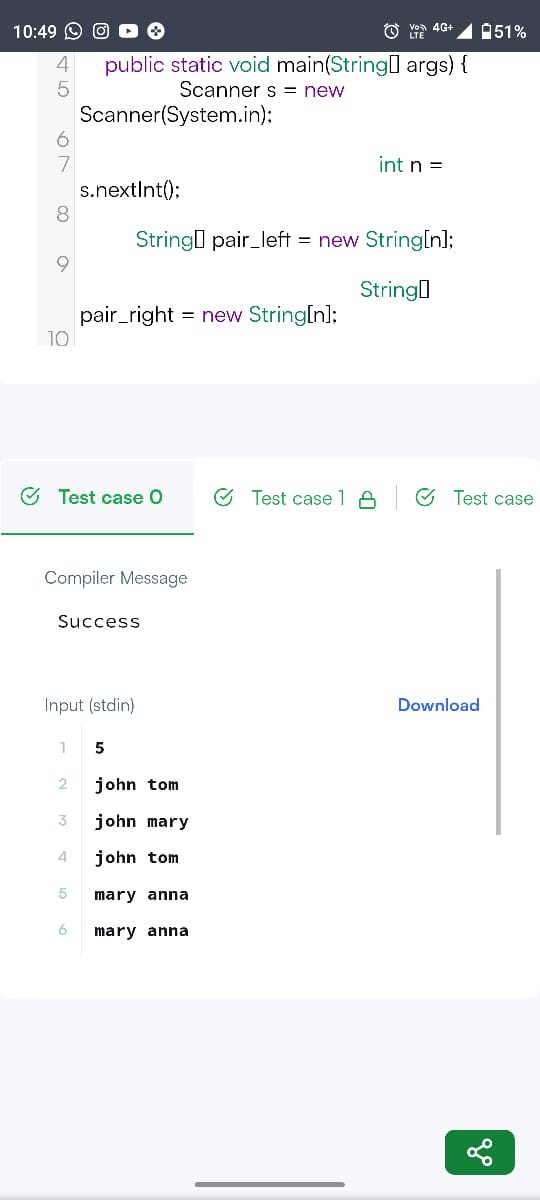 10:49 Vo)) LTE 4G+ 51%
4 public static void main(String[] args) {
5 Scanner s = new
Scanner(System.in);
6
7 int n =
s.nextInt();
8
String[] pair_left = new String[n];
9
String[]
pair_right = new String[n];
10
Test case 0 Test case 1 Test case
Compiler Message
Success
Input (stdin) Download
1 5
2 john tom
3 john mary
4 john tom
5 mary anna
6 mary anna